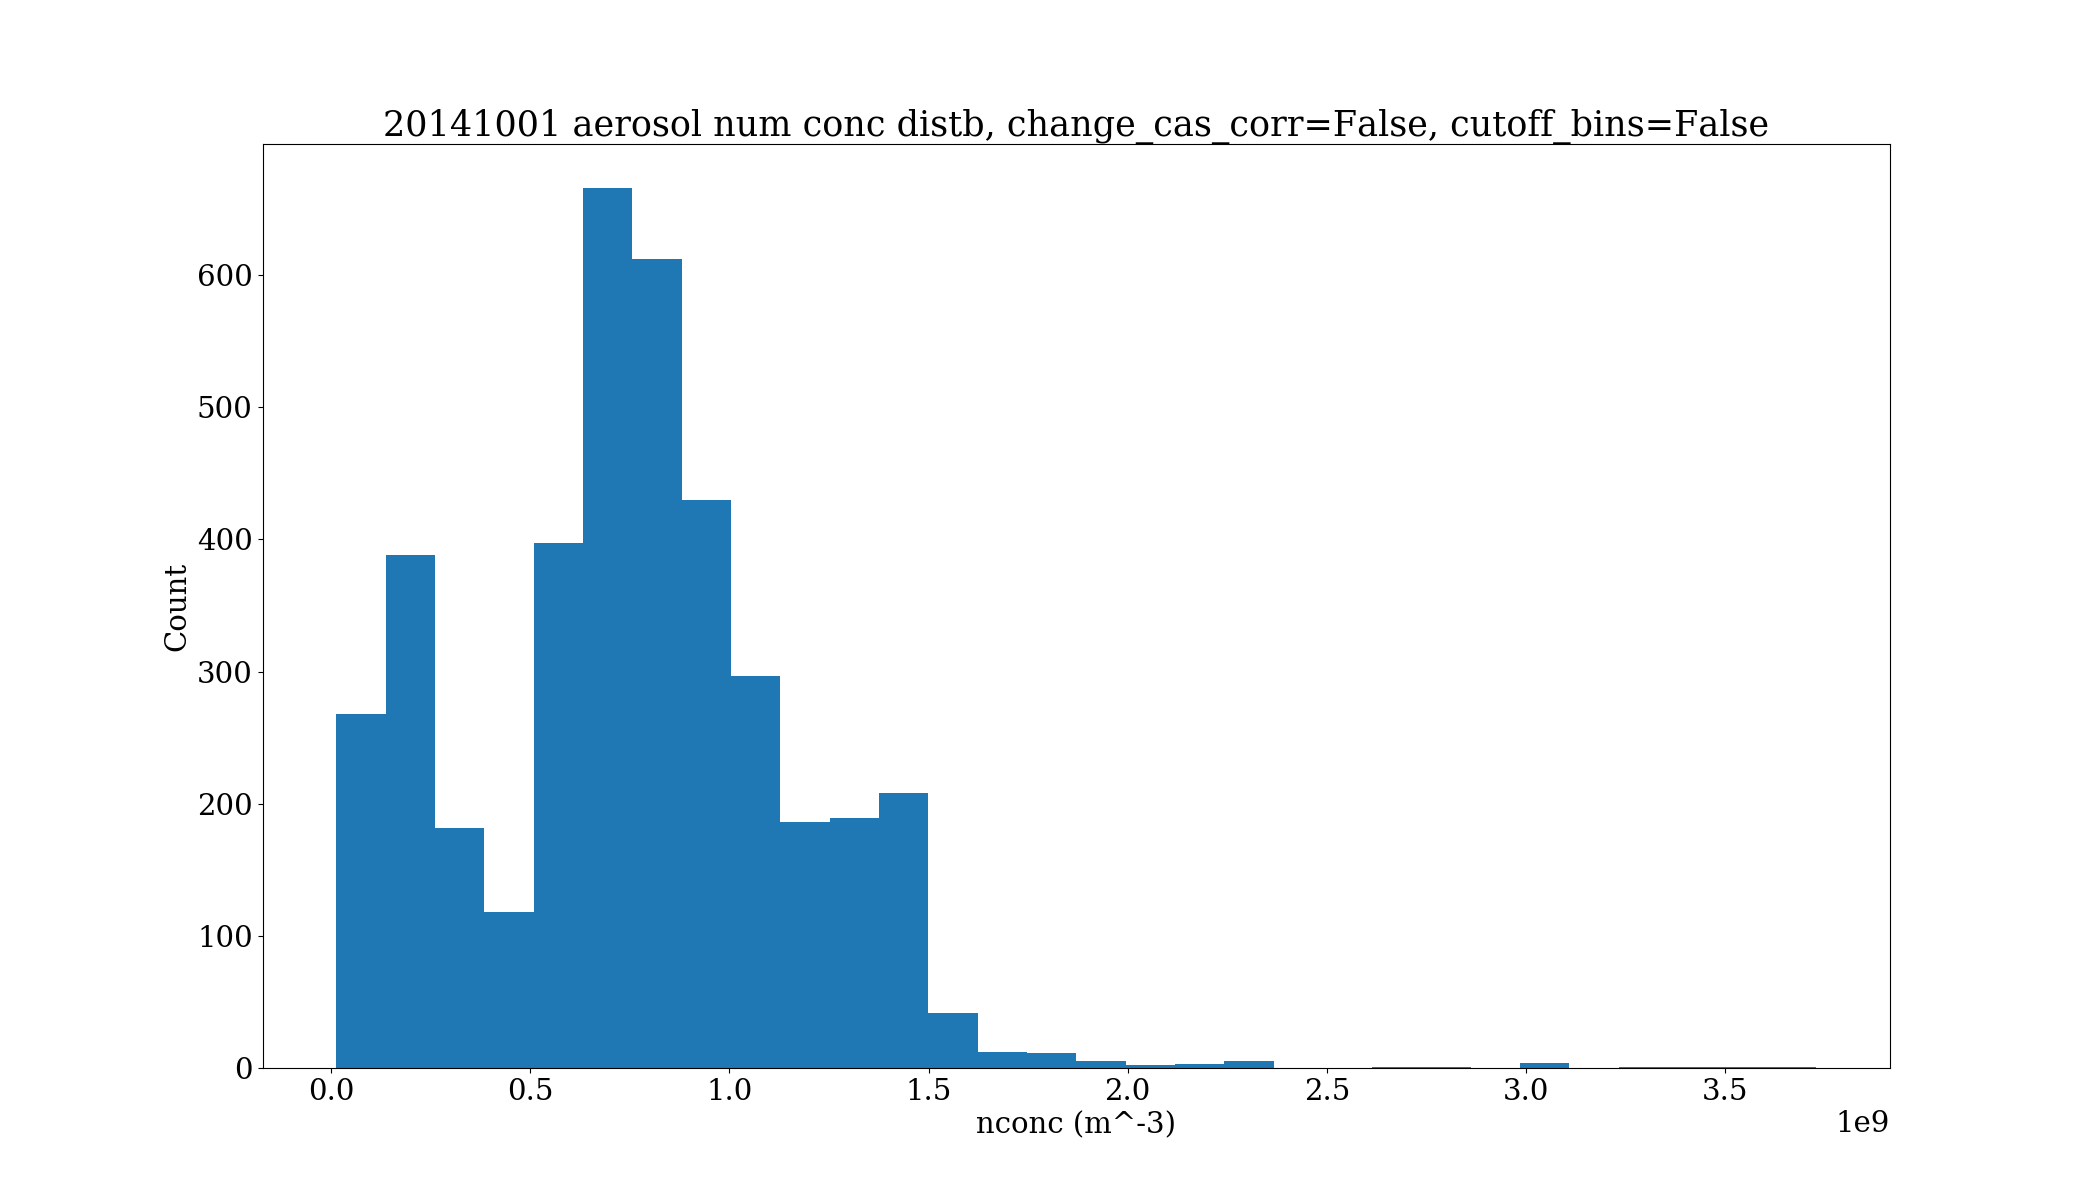 20141001 aerosol num conc distb, change_cas_corr=False, cutoff_bins=False
600
500
400
300
200
100
0
Count
0.0 0.5 1.0 1.5 2.0 2.5 3.0 3.5
nconc (m^-3)
1e9